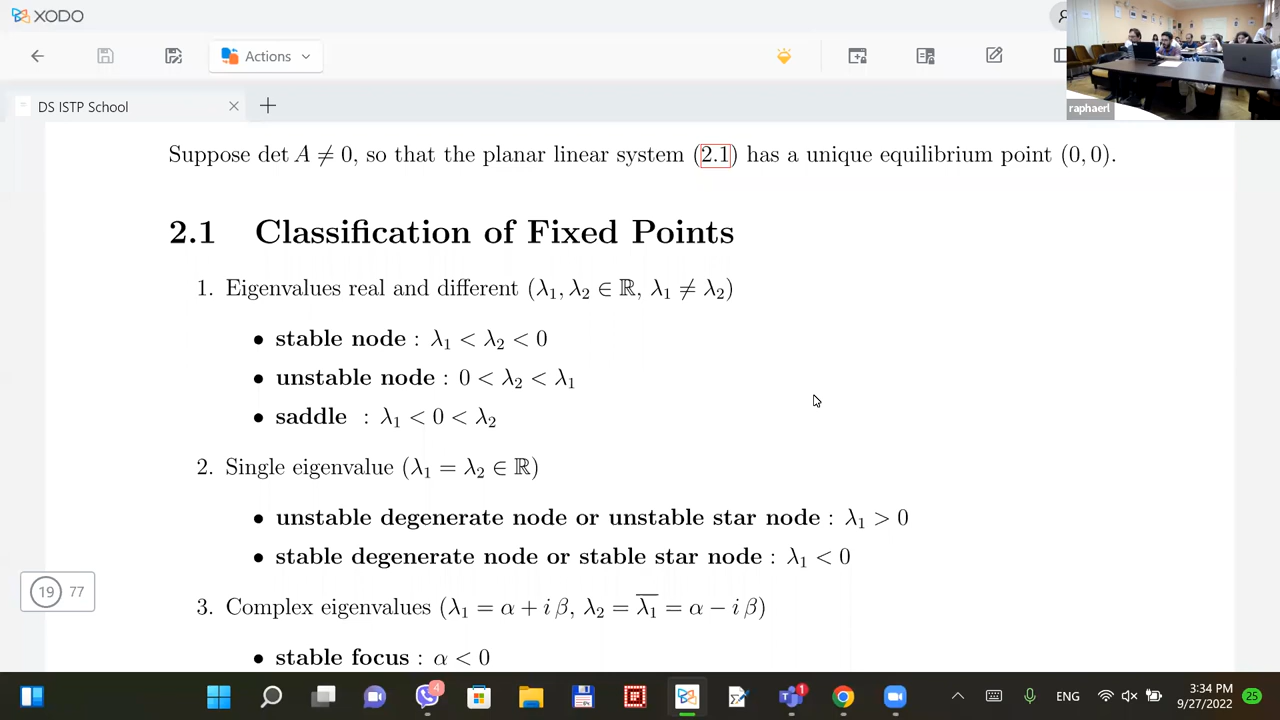 XODO
Actions
raphaerl
DS ISTP School
Suppose det A ≠ 0, so that the planar linear system (2.1) has a unique equilibrium point (0, 0).
2.1 Classification of Fixed Points
1. Eigenvalues real and different (λ₁, λ₂ ∈ ℝ, λ₁ ≠ λ₂)
• stable node : λ₁ < λ₂ < 0
• unstable node : 0 < λ₂ < λ₁
• saddle : λ₁ < 0 < λ₂
2. Single eigenvalue (λ₁ = λ₂ ∈ ℝ)
• unstable degenerate node or unstable star node : λ₁ > 0
• stable degenerate node or stable star node : λ₁ < 0
19 77
3. Complex eigenvalues (λ₁ = α + i β, λ₂ = λ̅₁ = α − i β)
• stable focus : α < 0
4
1
ENG
3:34 PM
9/27/2022
25